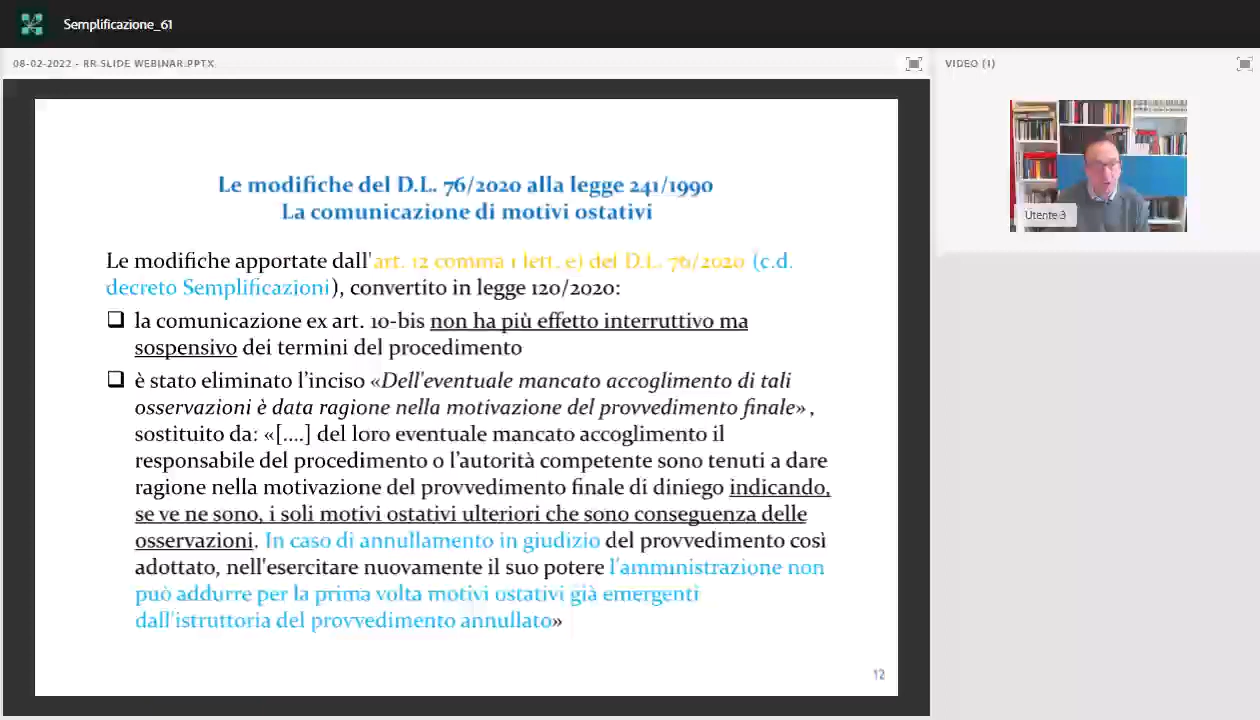 Semplificazione_61
08-02-2022 - RR SLIDE WEBINAR.PPTX
VIDEO (1)
Le modifiche del D.L. 76/2020 alla legge 241/1990
La comunicazione di motivi ostativi
Le modifiche apportate dall'art. 12 comma 1 lett. e) del D.L. 76/2020 (c.d.
decreto Semplificazioni), convertito in legge 120/2020:
❑ la comunicazione ex art. 10-bis non ha più effetto interruttivo ma
sospensivo dei termini del procedimento
❑ è stato eliminato l’inciso «Dell'eventuale mancato accoglimento di tali
osservazioni è data ragione nella motivazione del provvedimento finale» ,
sostituito da: «[....] del loro eventuale mancato accoglimento il
responsabile del procedimento o l’autorità competente sono tenuti a dare
ragione nella motivazione del provvedimento finale di diniego indicando,
se ve ne sono, i soli motivi ostativi ulteriori che sono conseguenza delle
osservazioni. In caso di annullamento in giudizio del provvedimento così
adottato, nell'esercitare nuovamente il suo potere l'amministrazione non
può addurre per la prima volta motivi ostativi già emergenti
dall'istruttoria del provvedimento annullato»
12
Utente 3